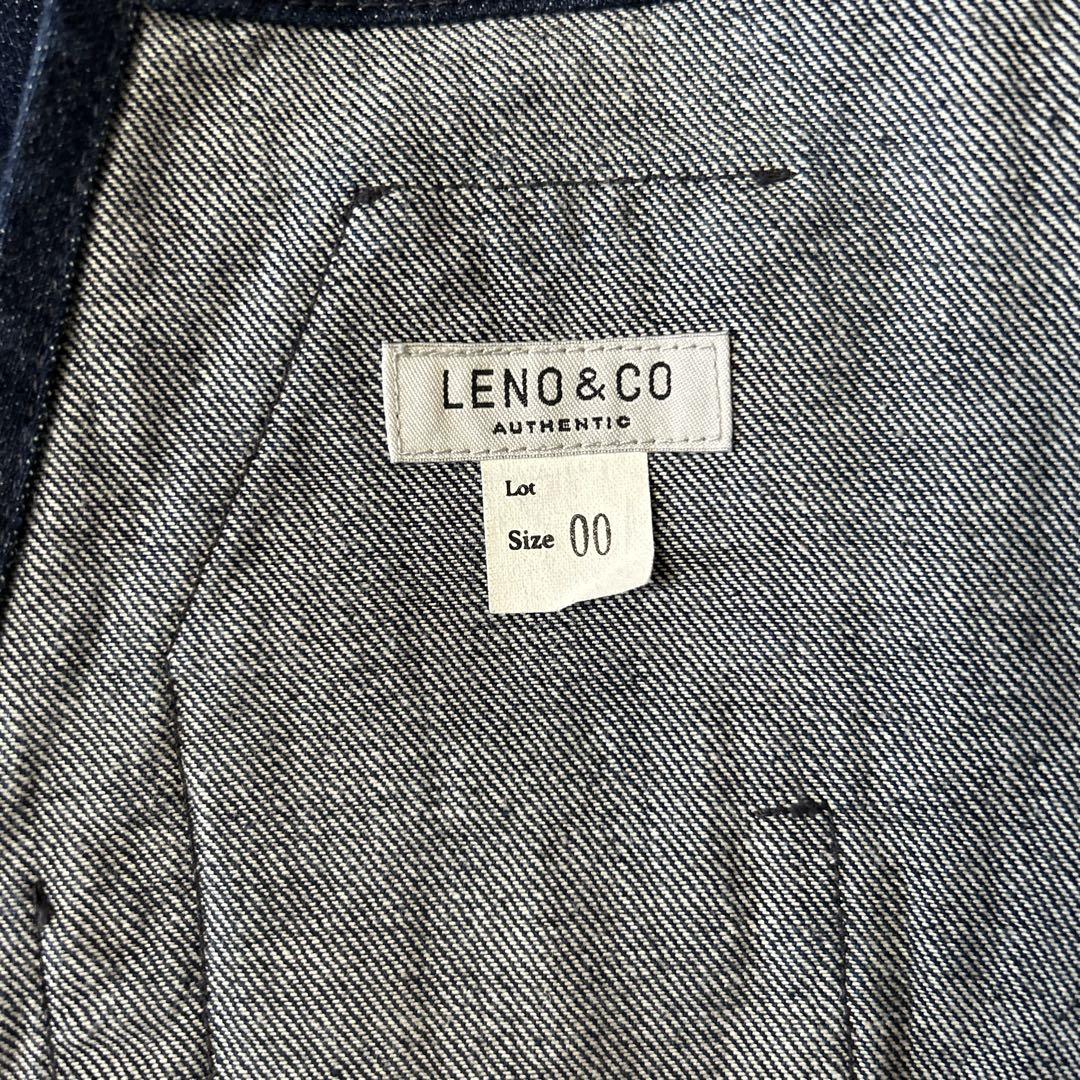 LENO & CO
AUTHENTIC
Lot
Size 00